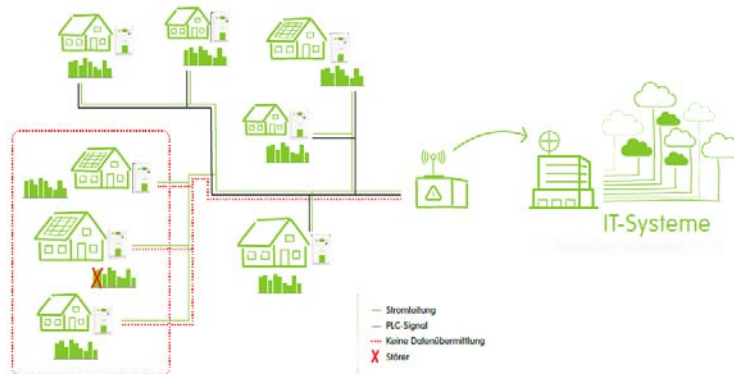 IT-Systeme
Stromleitung
PLC-Signal
Keine Datenübermittlung
Störer